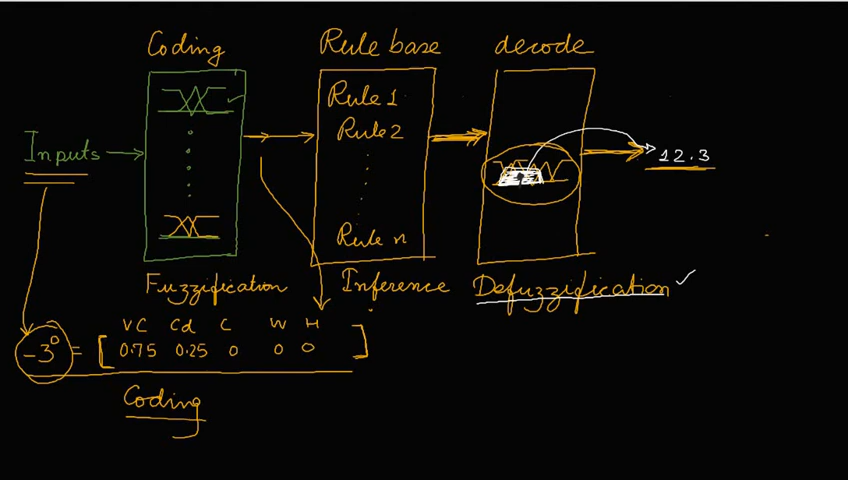 Coding Rule base decode
Rule 1
Rule 2
Inputs
12.3
Rule n
Fuzzification Inference Defuzzification
VC Cd C W H
-3° = [ 0.75 0.25 0 0 0 ]
Coding